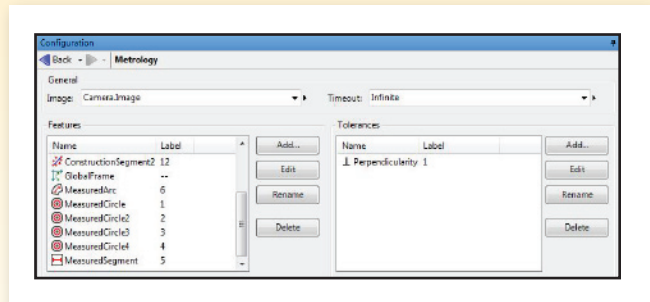 Configuration
Back Metrology
General
Image: Camera.Image Timeout: Infinite
Features Tolerances
Name Label Add... Name Label Add...
ConstructionSegment2 12 ⊥ Perpendicularity 1
GlobalFrame -- Edit Edit
MeasuredArc 6
MeasuredCircle 1 Rename Rename
MeasuredCircle2 2
MeasuredCircle3 3 Delete Delete
MeasuredCircle4 4
MeasuredSegment 5